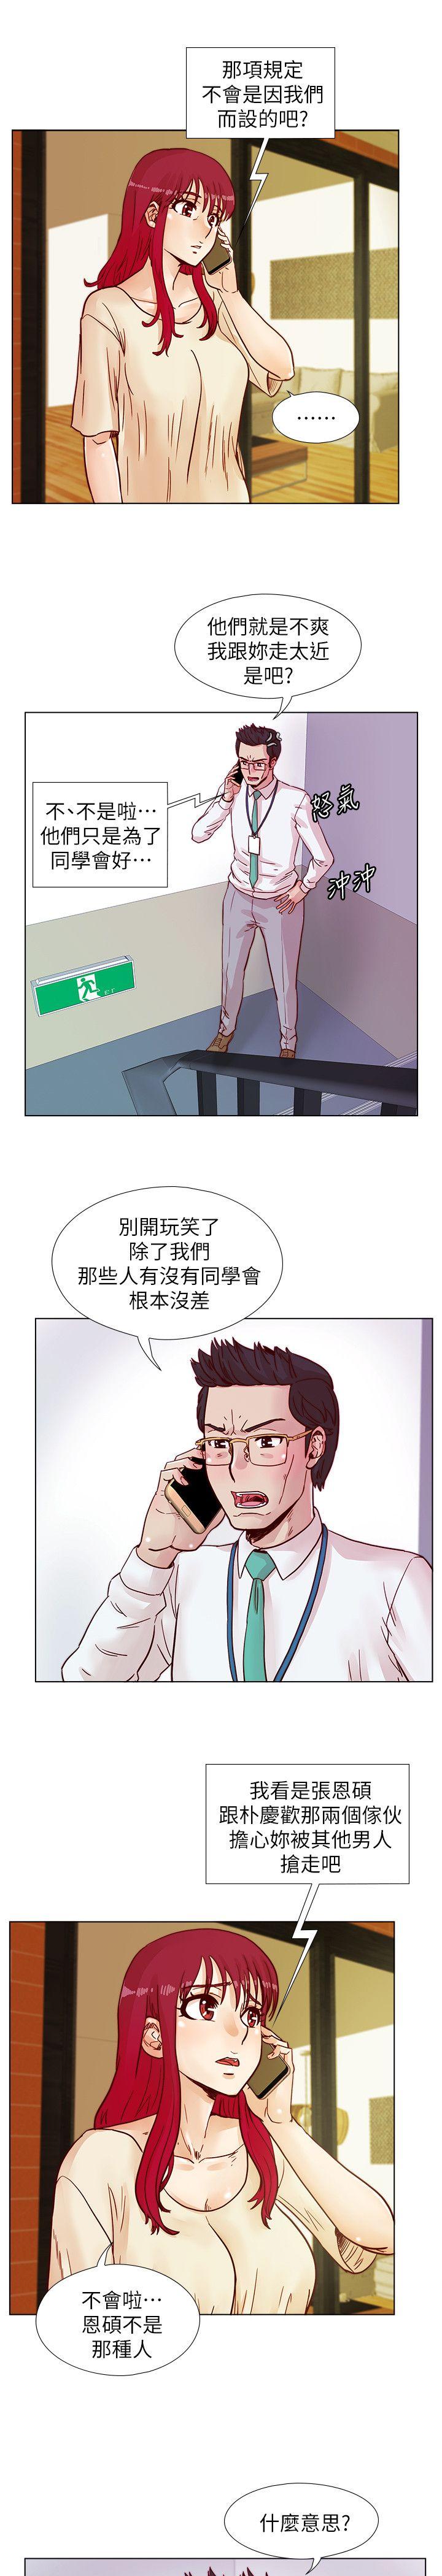 那項規定
不會是因我們
而設的吧?
……
他們就是不爽
我跟妳走太近
是吧?
不、不是啦…
他們只是為了
同學會好…
怒氣
沖沖
別開玩笑了
除了我們
那些人有沒有同學會
根本沒差
我看是張恩碩
跟朴慶歡那兩個傢伙
擔心妳被其他男人
搶走吧
不會啦…
恩碩不是
那種人
什麼意思?